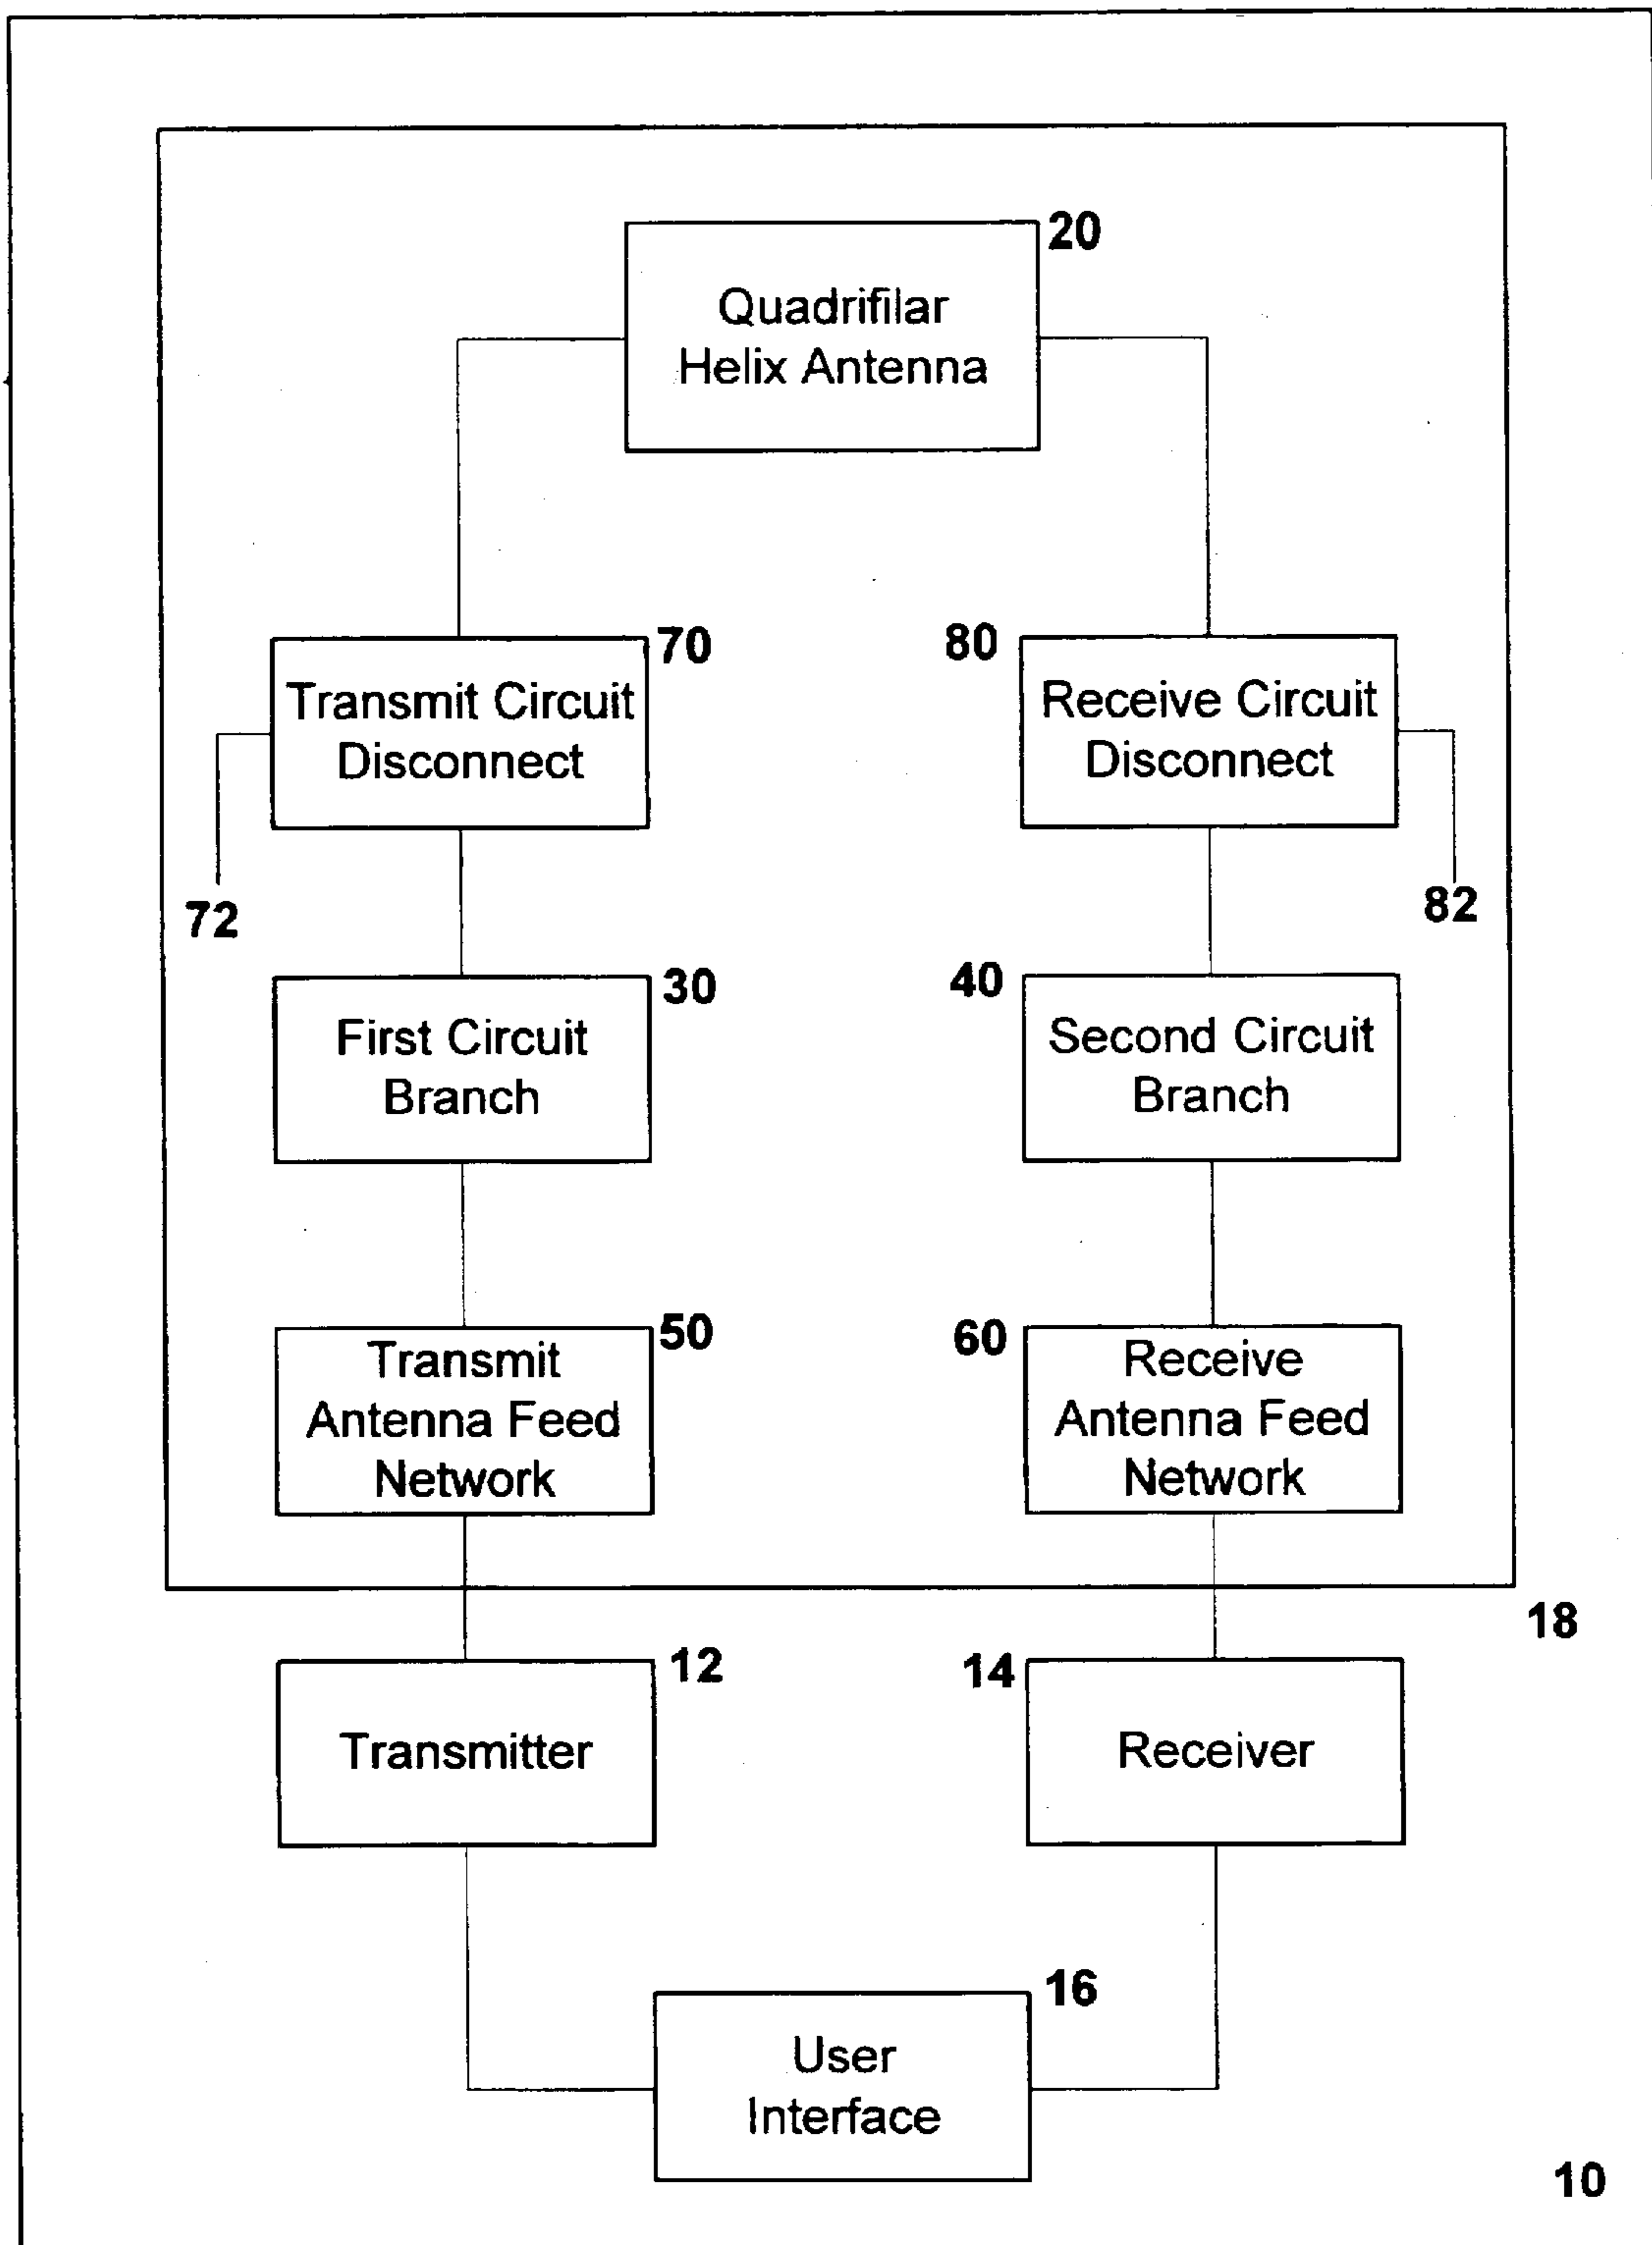 20
Quadrifilar
Helix Antenna
70
Transmit Circuit
Disconnect
80
Receive Circuit
Disconnect
72
82
30
First Circuit
Branch
40
Second Circuit
Branch
50
Transmit
Antenna Feed
Network
60
Receive
Antenna Feed
Network
18
12
Transmitter
14
Receiver
16
User
Interface
10